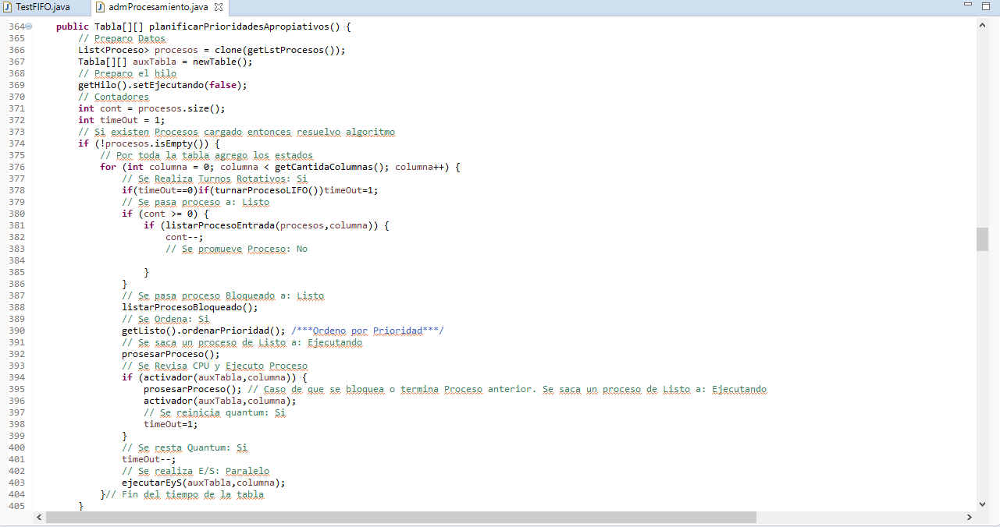 TestFIFO.java admProcesamiento.java
364 public Tabla[][] planificarPrioridadesApropiativos() {
365 // Preparo Datos
366 List<Proceso> procesos = clone(getLstProcesos());
367 Tabla[][] auxTabla = newTable();
368 // Preparo el hilo
369 getHilo().setEjecutando(false);
370 // Contadores
371 int cont = procesos.size();
372 int timeOut = 1;
373 // Si existen Procesos cargado entonces resuelvo algoritmo
374 if (!procesos.isEmpty()) {
375 // Por toda la tabla agrego los estados
376 for (int columna = 0; columna < getCantidaColumnas(); columna++) {
377 // Se Realiza Turnos Rotativos: Si
378 if(timeOut==0)if(turnarProcesoLIFO())timeOut=1;
379 // Se pasa proceso a: Listo
380 if (cont >= 0) {
381 if (listarProcesoEntrada(procesos,columna)) {
382 cont--;
383 // Se promueve Proceso: No
384
385 }
386 }
387 // Se pasa proceso Bloqueado a: Listo
388 listarProcesoBloqueado();
389 // Se Ordena: Si
390 getListo().ordenarPrioridad(); /***Ordeno por Prioridad***/
391 // Se saca un proceso de Listo a: Ejecutando
392 prosesarProceso();
393 // Se Revisa CPU y Ejecuto Proceso
394 if (activador(auxTabla,columna)) {
395 prosesarProceso(); // Caso de que se bloquea o termina Proceso anterior. Se saca un proceso de Listo a: Ejecutando
396 activador(auxTabla,columna);
397 // Se reinicia quantum: Si
398 timeOut=1;
399 }
400 // Se resta Quantum: Si
401 timeOut--;
402 // Se realiza E/S: Paralelo
403 ejecutarEyS(auxTabla,columna);
404 }// Fin del tiempo de la tabla
405 }